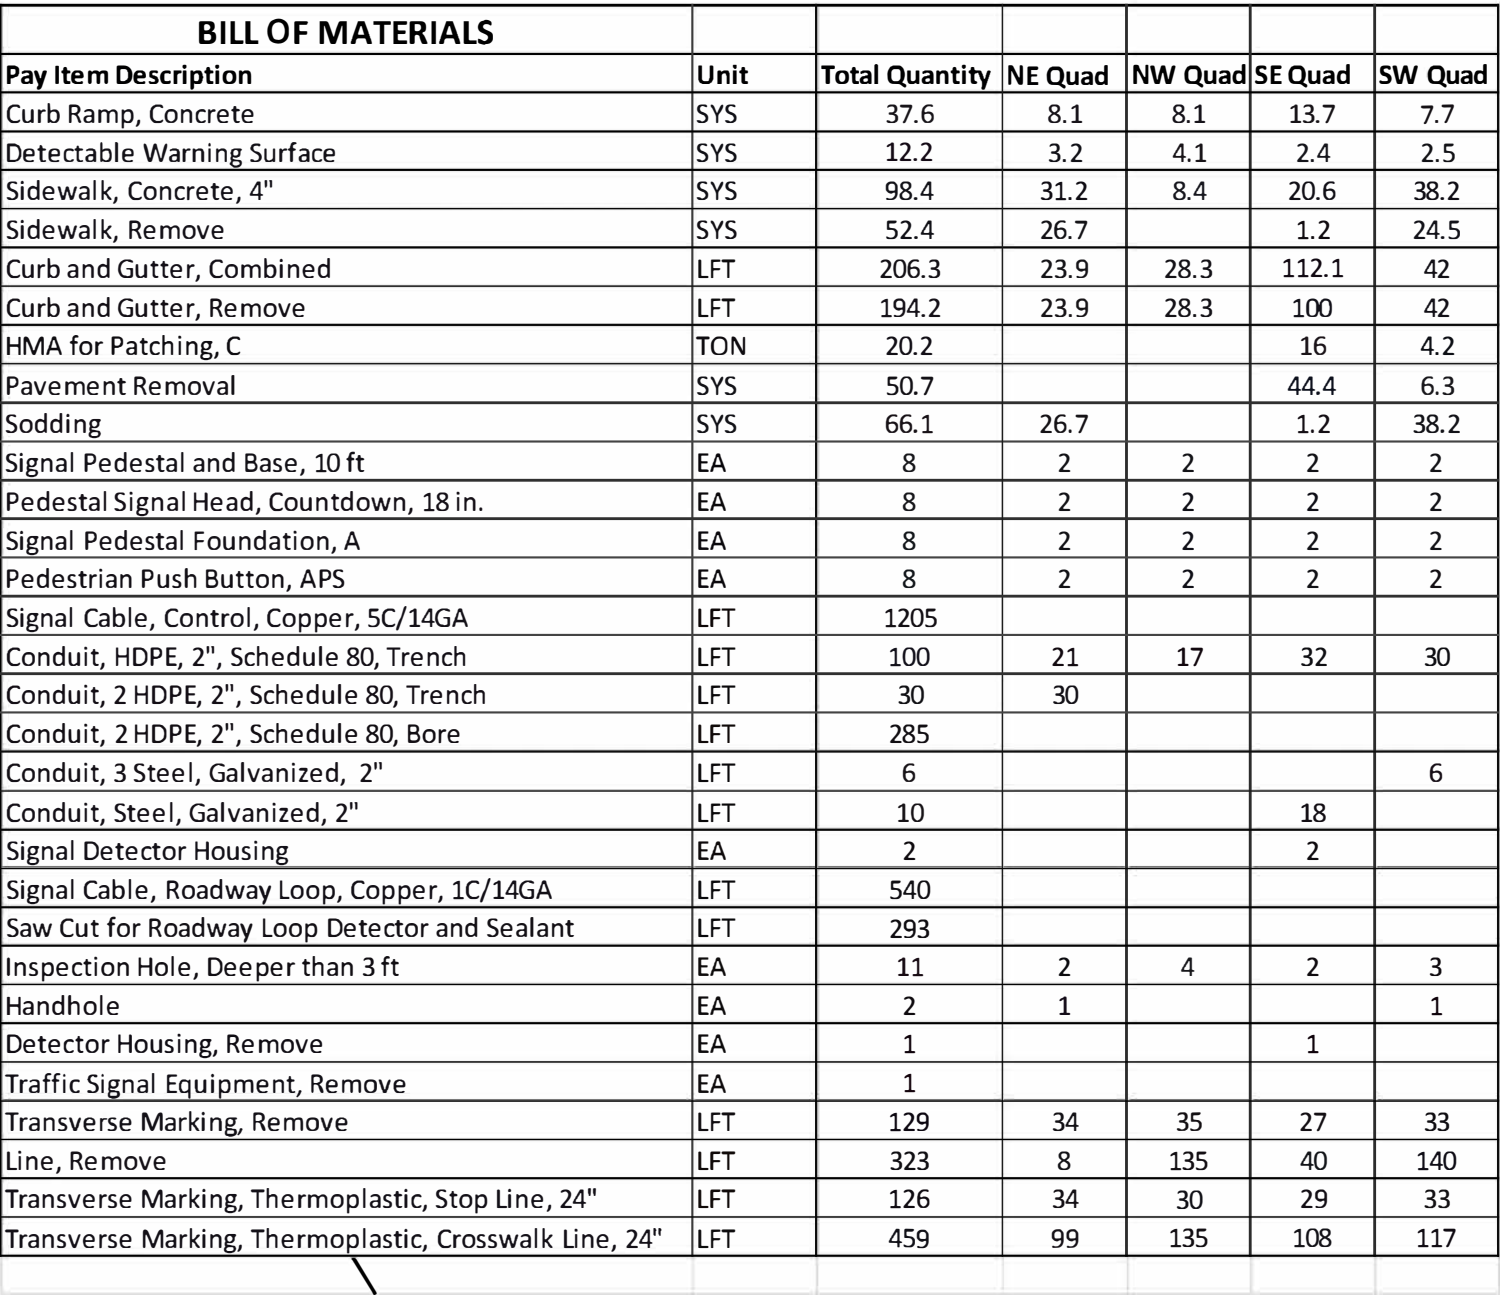 BILL OF MATERIALS
Pay Item Description Unit Total Quantity NE Quad NW Quad SE Quad SW Quad
Curb Ramp, Concrete SYS 37.6 8.1 8.1 13.7 7.7
Detectable Warning Surface SYS 12.2 3.2 4.1 2.4 2.5
Sidewalk, Concrete, 4" SYS 98.4 31.2 8.4 20.6 38.2
Sidewalk, Remove SYS 52.4 26.7 1.2 24.5
Curb and Gutter, Combined LFT 206.3 23.9 28.3 112.1 42
Curb and Gutter, Remove LFT 194.2 23.9 28.3 100 42
HMA for Patching, C TON 20.2 16 4.2
Pavement Removal SYS 50.7 44.4 6.3
Sodding SYS 66.1 26.7 1.2 38.2
Signal Pedestal and Base, 10 ft EA 8 2 2 2 2
Pedestal Signal Head, Countdown, 18 in. EA 8 2 2 2 2
Signal Pedestal Foundation, A EA 8 2 2 2 2
Pedestrian Push Button, APS EA 8 2 2 2 2
Signal Cable, Control, Copper, 5C/14GA LFT 1205
Conduit, HDPE, 2", Schedule 80, Trench LFT 100 21 17 32 30
Conduit, 2 HDPE, 2", Schedule 80, Trench LFT 30 30
Conduit, 2 HDPE, 2", Schedule 80, Bore LFT 285
Conduit, 3 Steel, Galvanized, 2" LFT 6 6
Conduit, Steel, Galvanized, 2" LFT 10 18
Signal Detector Housing EA 2 2
Signal Cable, Roadway Loop, Copper, 1C/14GA LFT 540
Saw Cut for Roadway Loop Detector and Sealant LFT 293
Inspection Hole, Deeper than 3 ft EA 11 2 4 2 3
Handhole EA 2 1 1
Detector Housing, Remove EA 1 1
Traffic Signal Equipment, Remove EA 1
Transverse Marking, Remove LFT 129 34 35 27 33
Line, Remove LFT 323 8 135 40 140
Transverse Marking, Thermoplastic, Stop Line, 24" LFT 126 34 30 29 33
Transverse Marking, Thermoplastic, Crosswalk Line, 24" LFT 459 99 135 108 117